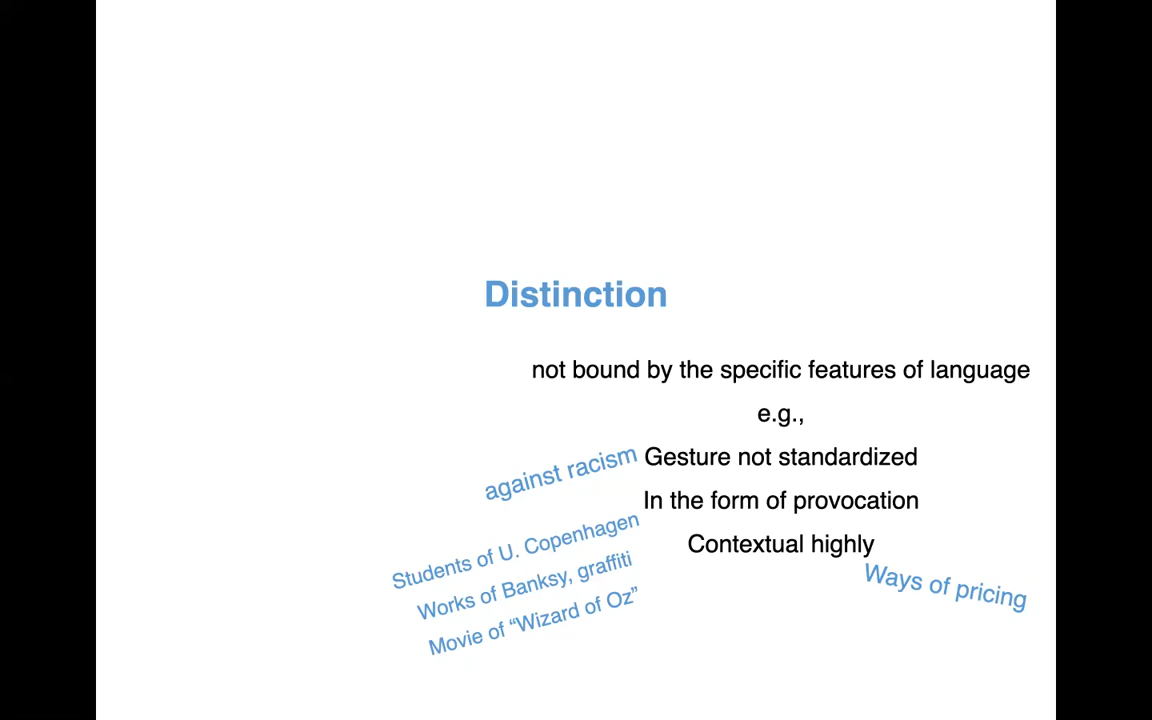 Distinction
not bound by the specific features of language
e.g.,
against racism
Gesture not standardized
In the form of provocation
Students of U. Copenhagen
Contextual highly
Works of Banksy, graffiti
Ways of pricing
Movie of “Wizard of Oz”